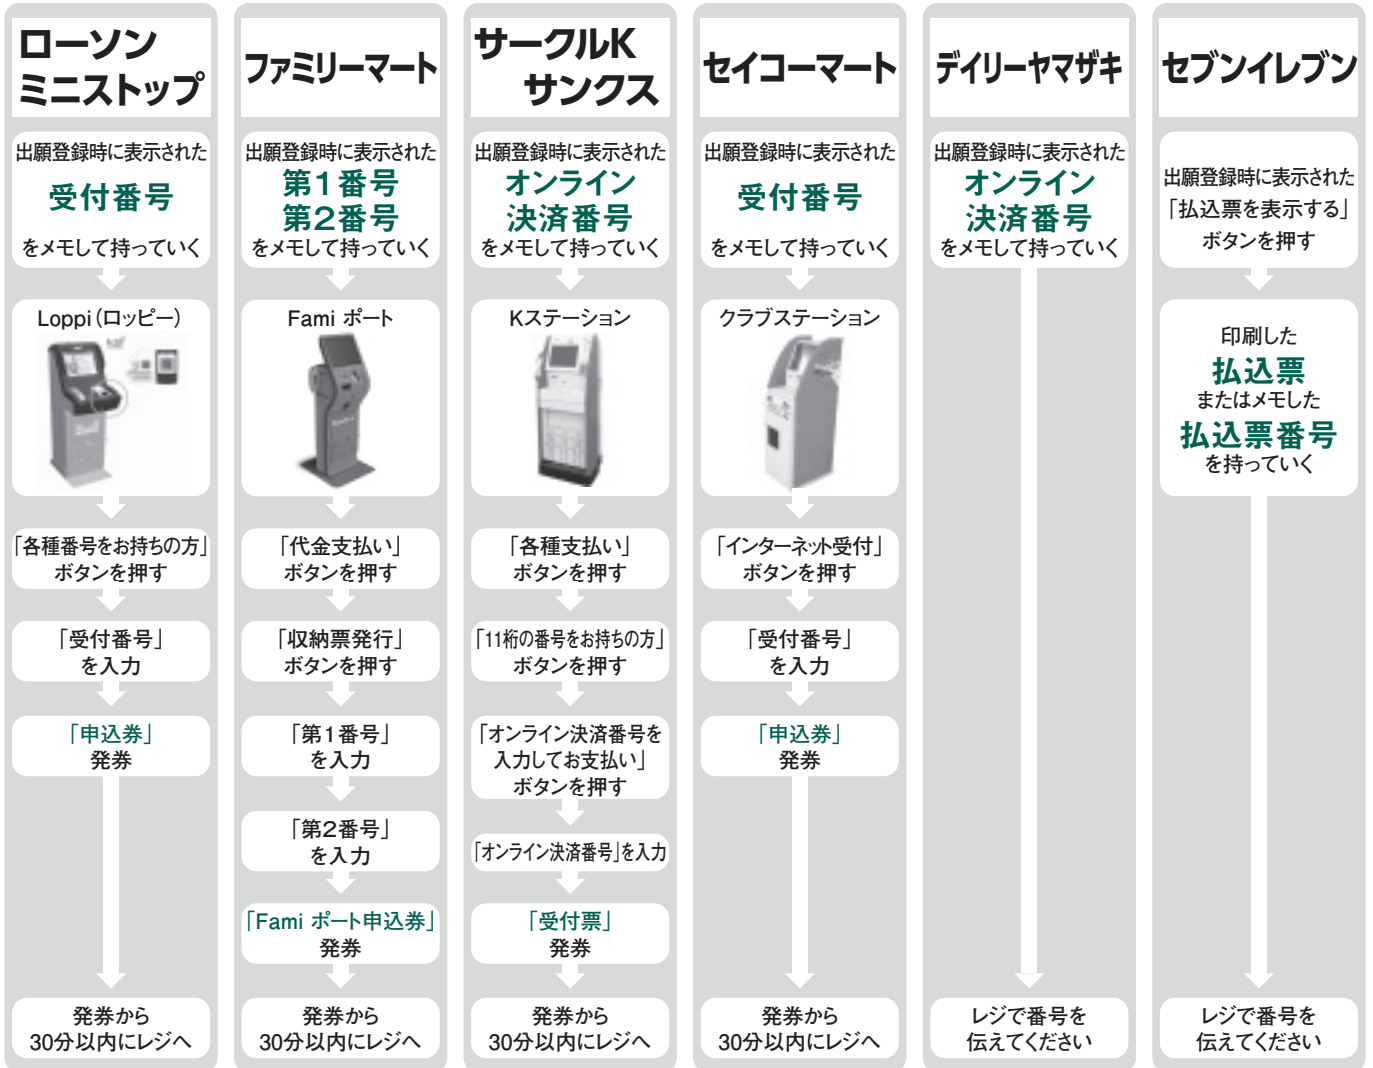 ローソン
ミニストップ
出願登録時に表示された
受付番号
をメモして持っていく
Loppi(ロッピー)
「各種番号をお持ちの方」
ボタンを押す
「受付番号」
を入力
「申込券」
発券
発券から
30分以内にレジへ
ファミリーマート
出願登録時に表示された
第1番号
第2番号
をメモして持っていく
Fami ポート
「代金支払い」
ボタンを押す
「収納票発行」
ボタンを押す
「第1番号」
を入力
「第2番号」
を入力
「Fami ポート申込券」
発券
発券から
30分以内にレジへ
サークルK
サンクス
出願登録時に表示された
オンライン
決済番号
をメモして持っていく
Kステーション
「各種支払い」
ボタンを押す
「11桁の番号をお持ちの方」
ボタンを押す
「オンライン決済番号を
入力してお支払い」
ボタンを押す
「オンライン決済番号」を入力
「受付票」
発券
発券から
30分以内にレジへ
セイコーマート
出願登録時に表示された
受付番号
をメモして持っていく
クラブステーション
「インターネット受付」
ボタンを押す
「受付番号」
を入力
「申込券」
発券
発券から
30分以内にレジへ
デイリーヤマザキ
出願登録時に表示された
オンライン
決済番号
をメモして持っていく
レジで番号を
伝えてください
セブンイレブン
出願登録時に表示された
「払込票を表示する」
ボタンを押す
印刷した
払込票
またはメモした
払込票番号
を持っていく
レジで番号を
伝えてください